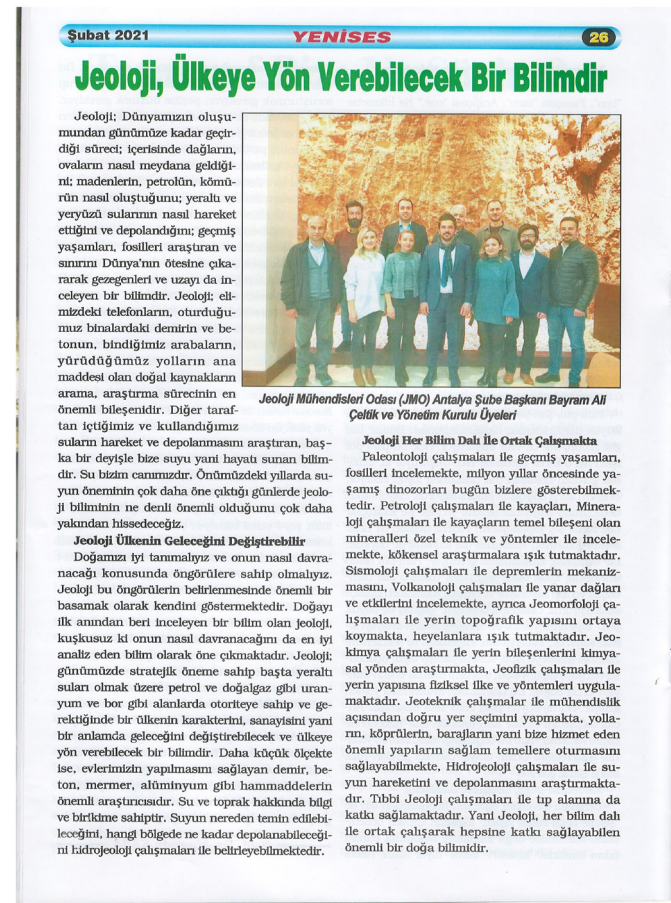 Şubat 2021
YENİSES
26
Jeoloji, Ülkeye Yön Verebilecek Bir Bilimdir
Jeoloji; Dünyamızın oluşu-
mundan günümüze kadar geçir-
diği süreci; içerisinde dağların,
ovaların nasıl meydana geldiği-
ni; madenlerin, petrolün, kömü-
rün nasıl oluştuğunu; yeraltı ve
yeryüzü sularının nasıl hareket
ettiğini ve depolandığını; geçmiş
yaşamları, fosilleri araştıran ve
sınırını Dünya'nın ötesine çıka-
rarak gezegenleri ve uzayı da in-
celeyen bir bilimdir. Jeoloji; eli-
mizdeki telefonların, oturduğu-
muz binalardaki demirin ve be-
tonun, bindiğimiz arabaların,
yürüdüğümüz yolların ana
maddesi olan doğal kaynakların
arama, araştırma sürecinin en
önemli bileşenidir. Diğer taraf-
tan içtiğimiz ve kullandığımız
suların hareket ve depolanmasını araştıran, baş-
ka bir deyişle bize suyu yani hayatı sunan bilim-
dir. Su bizim canımızdır. Önümüzdeki yıllarda su-
yun öneminin çok daha öne çıktığı günlerde jeolo-
ji biliminin ne denli önemli olduğunu çok daha
yakından hissedeceğiz.
Jeoloji Ülkenin Geleceğini Değiştirebilir
Doğamızı iyi tanımalıyız ve onun nasıl davra-
nacağı konusunda öngörülere sahip olmalıyız.
Jeoloji bu öngörülerin belirlenmesinde önemli bir
basamak olarak kendini göstermektedir. Doğayı
ilk anından beri inceleyen bir bilim olan jeoloji,
kuşkusuz ki onun nasıl davranacağını da en iyi
analiz eden bilim olarak öne çıkmaktadır. Jeoloji;
günümüzde stratejik öneme sahip başta yeraltı
suları olmak üzere petrol ve doğalgaz gibi uran-
yum ve bor gibi alanlarda otoriteye sahip ve ge-
rektiğinde bir ülkenin karakterini, sanayisini yani
bir anlamda geleceğini değiştirebilecek ve ülkeye
yön verebilecek bir bilimdir. Daha küçük ölçekte
ise, evlerimizin yapılmasını sağlayan demir, be-
ton, mermer, alüminyum gibi hammaddelerin
önemli araştırıcısıdır. Su ve toprak hakkında bilgi
ve birikime sahiptir. Suyun nereden temin edilebi-
leceğini, hangi bölgede ne kadar depolanabileceği-
ni hidrojeoloji çalışmaları ile belirleyebilmektedir.
Jeoloji Mühendisleri Odası (JMO) Antalya Şube Başkanı Bayram Ali
Çeltik ve Yönetim Kurulu Üyeleri
Jeoloji Her Bilim Dalı İle Ortak Çalışmakta
Paleontoloji çalışmaları ile geçmiş yaşamları,
fosilleri incelemekte, milyon yıllar öncesinde ya-
şamış dinozorları bugün bizlere gösterebilmek-
tedir. Petroloji çalışmaları ile kayaçları, Minera-
loji çalışmaları ile kayaçların temel bileşeni olan
mineralleri özel teknik ve yöntemler ile incele-
mekte, kökensel araştırmalara ışık tutmaktadır.
Sismoloji çalışmaları ile depremlerin mekaniz-
masını, Volkanoloji çalışmaları ile yanar dağları
ve etkilerini incelemekte, ayrıca Jeomorfoloji ça-
lışmaları ile yerin topoğrafik yapısını ortaya
koymakta, heyelanlara ışık tutmaktadır. Jeo-
kimya çalışmaları ile yerin bileşenlerini kimya-
sal yönden araştırmakta, Jeofizik çalışmaları ile
yerin yapısına fiziksel ilke ve yöntemleri uygula-
maktadır. Jeoteknik çalışmalar ile mühendislik
açısından doğru yer seçimini yapmakta, yolla-
rın, köprülerin, barajların yani bize hizmet eden
önemli yapıların sağlam temellere oturmasını
sağlayabilmekte, Hidrojeoloji çalışmaları ile su-
yun hareketini ve depolanmasını araştırmakta-
dır. Tıbbi Jeoloji çalışmaları ile tıp alanına da
katkı sağlamaktadır. Yani Jeoloji, her bilim dalı
ile ortak çalışarak hepsine katkı sağlayabilen
önemli bir doğa bilimidir.